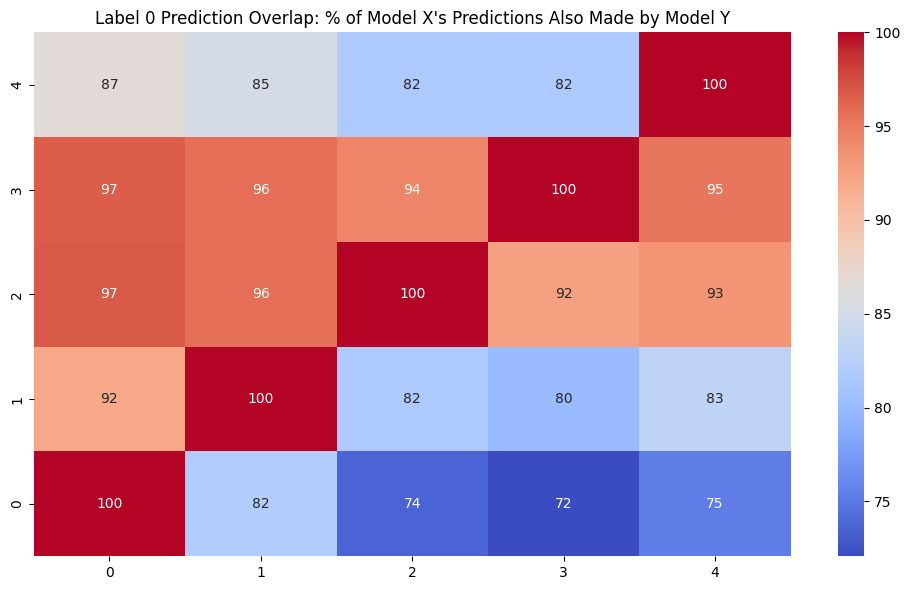 Label 0 Prediction Overlap: % of Model X's Predictions Also Made by Model Y
4 87 85 82 82 100
3 97 96 94 100 95
2 97 96 100 92 93
1 92 100 82 80 83
0 100 82 74 72 75
0 1 2 3 4
100
95
90
85
80
75